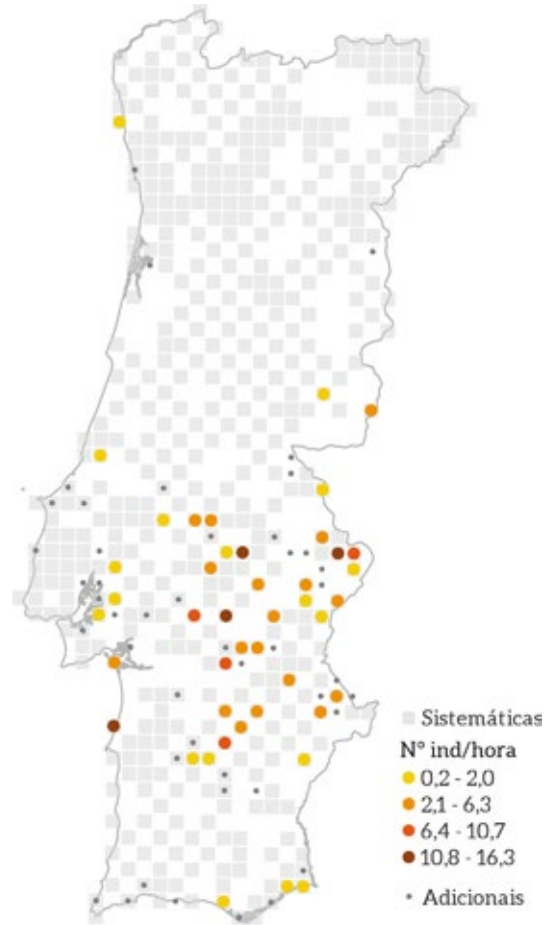 Sistemáticas
Nº ind/hora
0,2 - 2,0
2,1 - 6,3
6,4 - 10,7
10,8 - 16,3
Adicionais